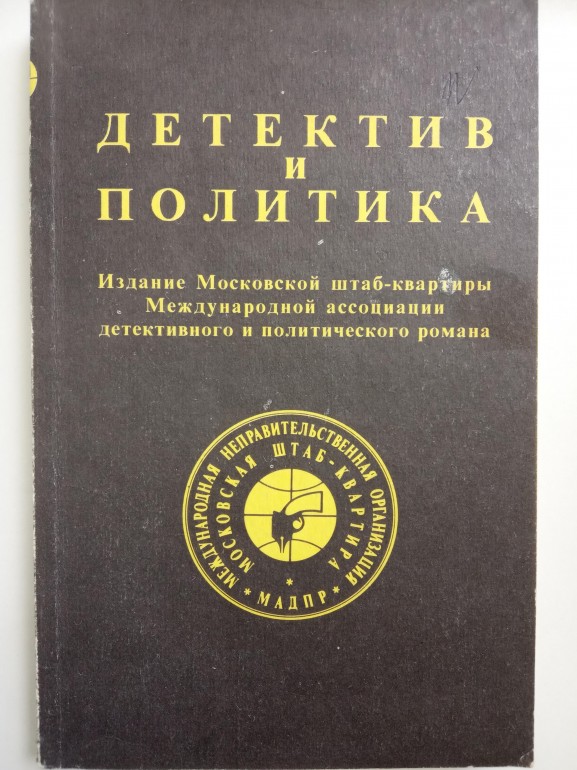 ДЕТЕКТИВ
И
ПОЛИТИКА
Издание Московской штаб-квартиры
Международной ассоциации
детективного и политического романа
МЕЖДУНАРОДНАЯ НЕПРАВИТЕЛЬСТВЕННАЯ ОРГАНИЗАЦИЯ
МОСКОВСКАЯ ШТАБ-КВАРТИРА
* МАДПР *